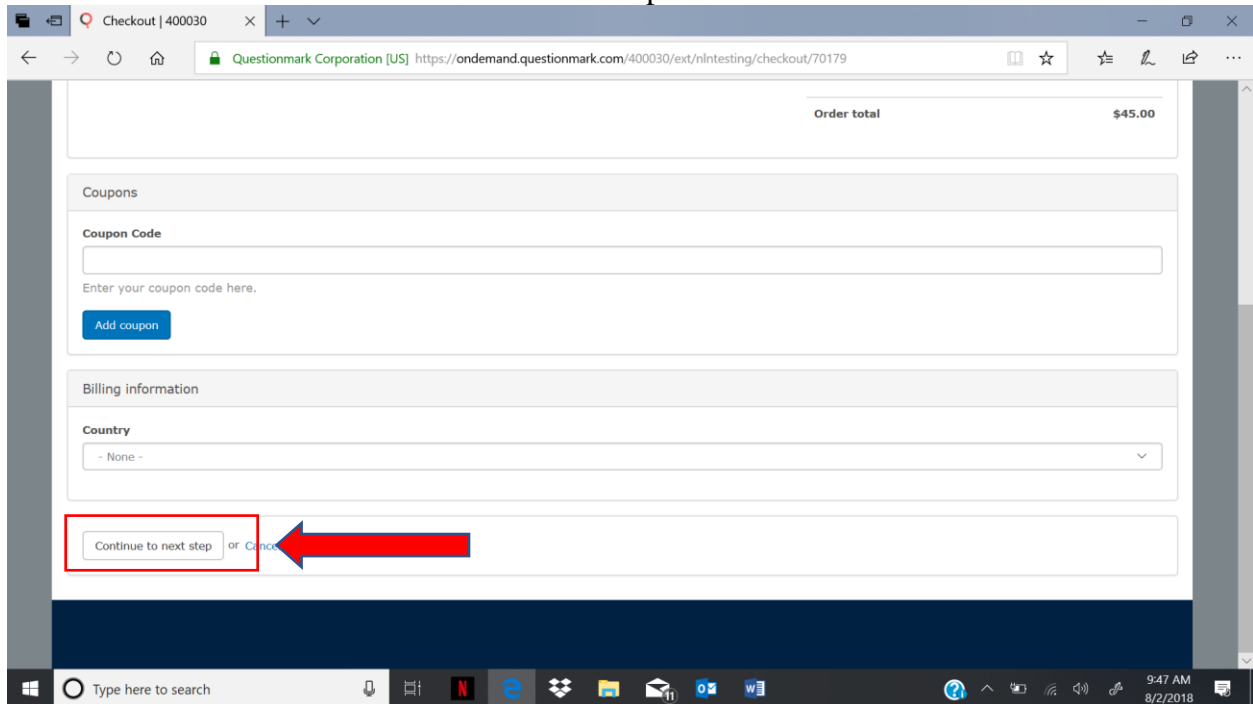 Checkout | 400030
Questionmark Corporation [US] https://ondemand.questionmark.com/400030/ext/nlntesting/checkout/70179
Order total $45.00
Coupons
Coupon Code
Enter your coupon code here.
Add coupon
Billing information
Country
- None -
Continue to next step or
Type here to search
N
11
9:47 AM
8/2/2018